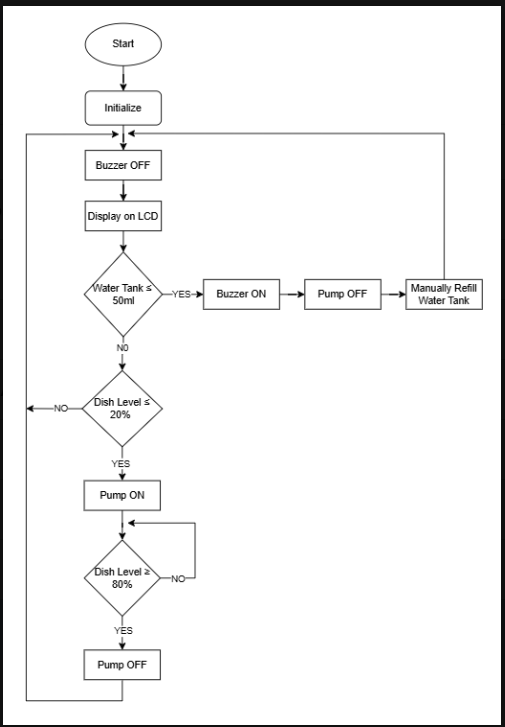 Start
Initialize
Buzzer OFF
Display on LCD
Water Tank ≤
50ml
YES
Buzzer ON
Pump OFF
Manually Refill
Water Tank
NO
Dish Level ≤
20%
NO
YES
Pump ON
Dish Level ≥
80%
NO
YES
Pump OFF